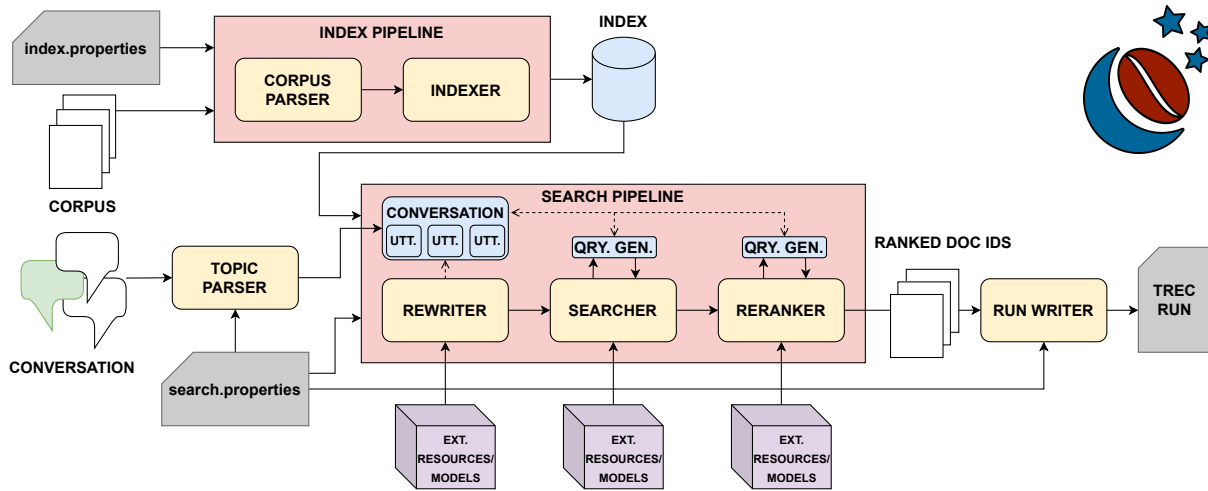 index.properties
INDEX PIPELINE
CORPUS
PARSER
INDEXER
INDEX
CORPUS
SEARCH PIPELINE
CONVERSATION
UTT.
UTT.
UTT.
QRY. GEN.
QRY. GEN.
TOPIC
PARSER
REWRITER
SEARCHER
RERANKER
RANKED DOC IDS
RUN WRITER
TREC
RUN
CONVERSATION
search.properties
EXT.
RESOURCES/
MODELS
EXT.
RESOURCES/
MODELS
EXT.
RESOURCES/
MODELS